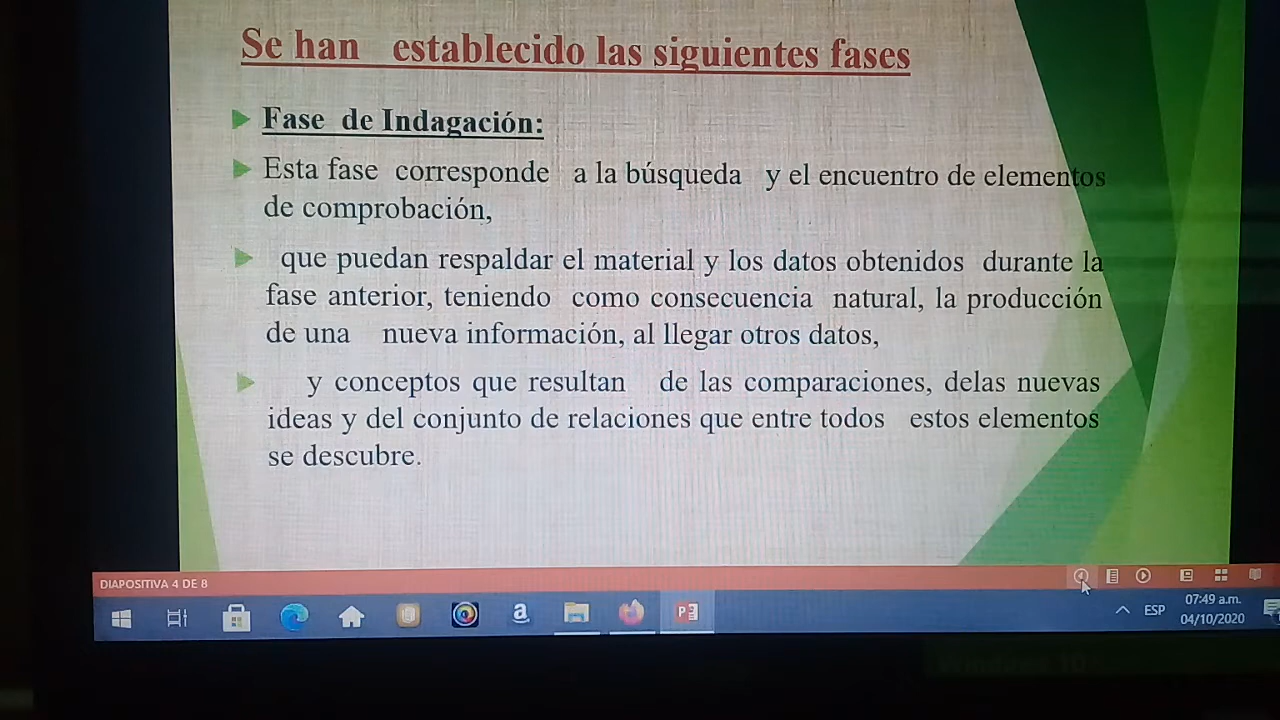 Se han establecido las siguientes fases
Fase de Indagación:
Esta fase corresponde a la búsqueda y el encuentro de elementos
de comprobación,
que puedan respaldar el material y los datos obtenidos durante la
fase anterior, teniendo como consecuencia natural, la producción
de una nueva información, al llegar otros datos,
y conceptos que resultan de las comparaciones, delas nuevas
ideas y del conjunto de relaciones que entre todos estos elementos
se descubre.
DIAPOSITIVA 4 DE 8
ESP
07:49 a.m.
04/10/2020